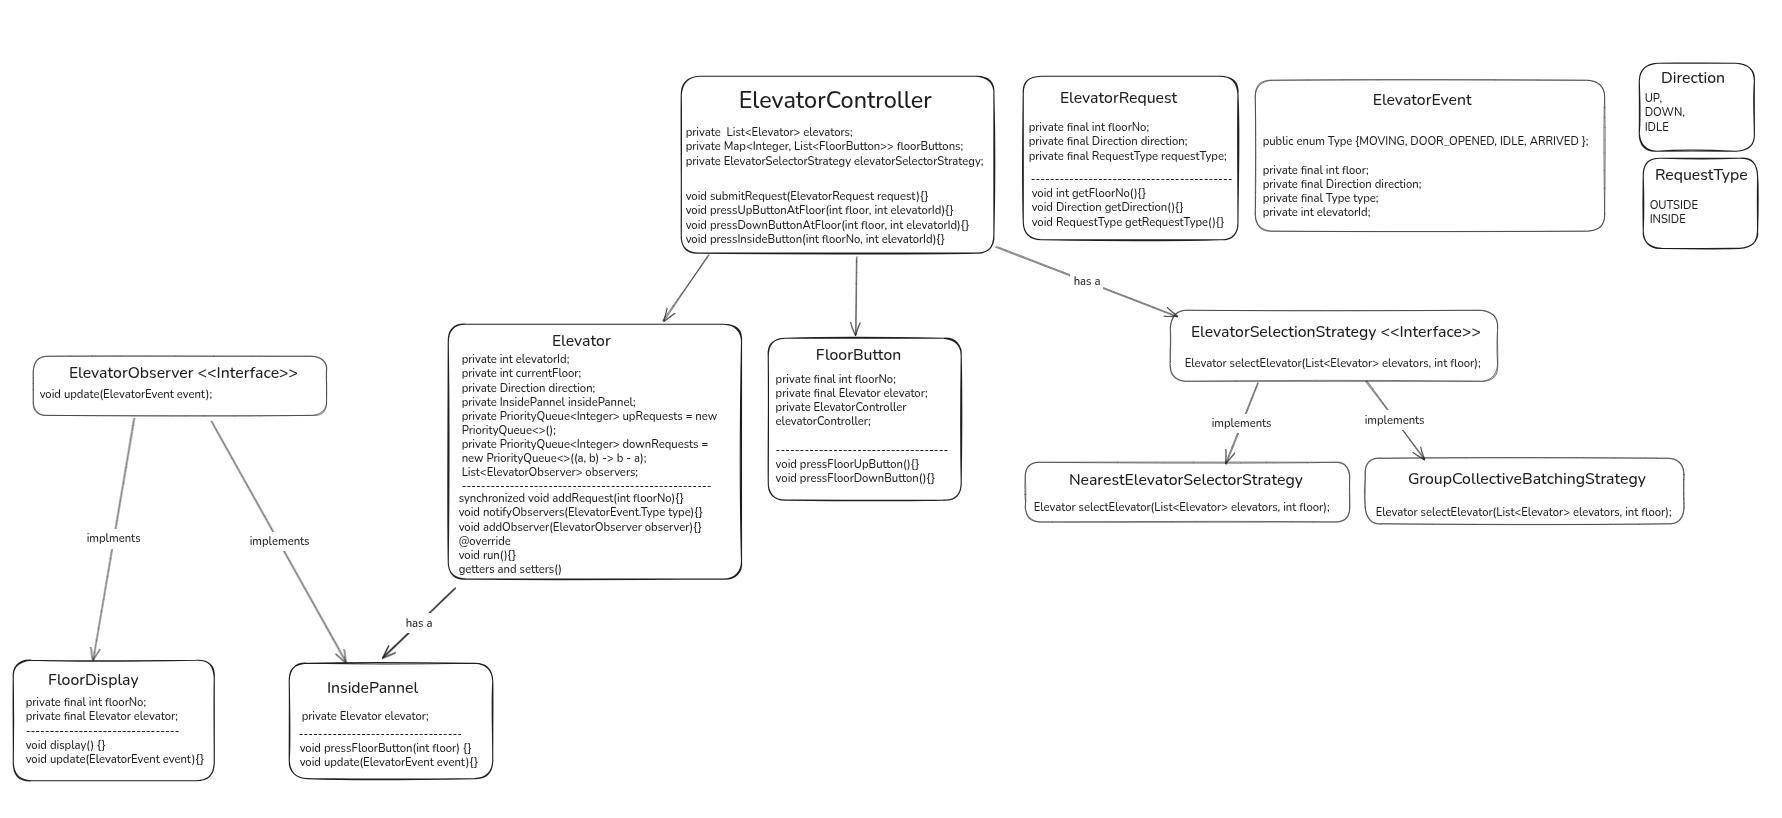 ElevatorController
private  List<Elevator> elevators;
private Map<Integer, List<FloorButton>> floorButtons;
private ElevatorSelectorStrategy elevatorSelectorStrategy;
void submitRequest(ElevatorRequest request){}
void pressUpButtonAtFloor(int floor, int elevatorId){}
void pressDownButtonAtFloor(int floor, int elevatorId){}
void pressInsideButton(int floorNo, int elevatorId){}
ElevatorRequest
private final int floorNo;
private final Direction direction;
private final RequestType requestType;
------------------------------------------
void int getFloorNo(){}
void Direction getDirection(){}
void RequestType getRequestType(){}
ElevatorEvent
public enum Type {MOVING, DOOR_OPENED, IDLE, ARRIVED };
private final int floor;
private final Direction direction;
private final Type type;
private int elevatorId;
Direction
UP,
DOWN,
IDLE
RequestType
OUTSIDE
INSIDE
has a
ElevatorObserver <<Interface>>
void update(ElevatorEvent event);
Elevator
private int elevatorId;
private int currentFloor;
private Direction direction;
private InsidePannel insidePannel;
private PriorityQueue<Integer> upRequests = new
PriorityQueue<>();
private PriorityQueue<Integer> downRequests =
new PriorityQueue<>((a, b) -> b - a);
List<ElevatorObserver> observers;
----------------------------------------------------
synchronized void addRequest(int floorNo){}
void notifyObservers(ElevatorEvent.Type type){}
void addObserver(ElevatorObserver observer){}
@override
void run(){}
getters and setters()
FloorButton
private final int floorNo;
private final Elevator elevator;
private ElevatorController
elevatorController;
------------------------------------
void pressFloorUpButton(){}
void pressFloorDownButton(){}
ElevatorSelectionStrategy <<Interface>>
Elevator selectElevator(List<Elevator> elevators, int floor);
implements
implements
NearestElevatorSelectorStrategy
Elevator selectElevator(List<Elevator> elevators, int floor);
GroupCollectiveBatchingStrategy
Elevator selectElevator(List<Elevator> elevators, int floor);
implments
implements
has a
FloorDisplay
private final int floorNo;
private final Elevator elevator;
--------------------------------
void display() {}
void update(ElevatorEvent event){}
InsidePannel
private Elevator elevator;
----------------------------------
void pressFloorButton(int floor) {}
void update(ElevatorEvent event){}